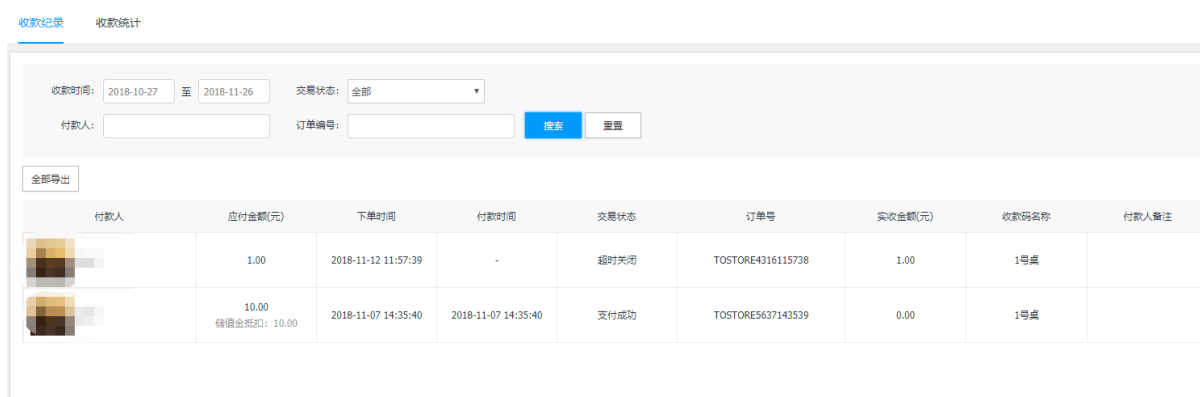 收款纪录 收款统计
收款时间: 2018-10-27 至 2018-11-26 交易状态: 全部
付款人: 订单编号: 搜索 重置
全部导出
付款人 应付金额(元) 下单时间 付款时间 交易状态 订单号 实收金额(元) 收款码名称 付款人备注
1.00 2018-11-12 11:57:39 - 超时关闭 TOSTORE4316115738 1.00 1号桌
10.00
储值金抵扣: 10.00 2018-11-07 14:35:40 2018-11-07 14:35:40 支付成功 TOSTORE5637143539 0.00 1号桌